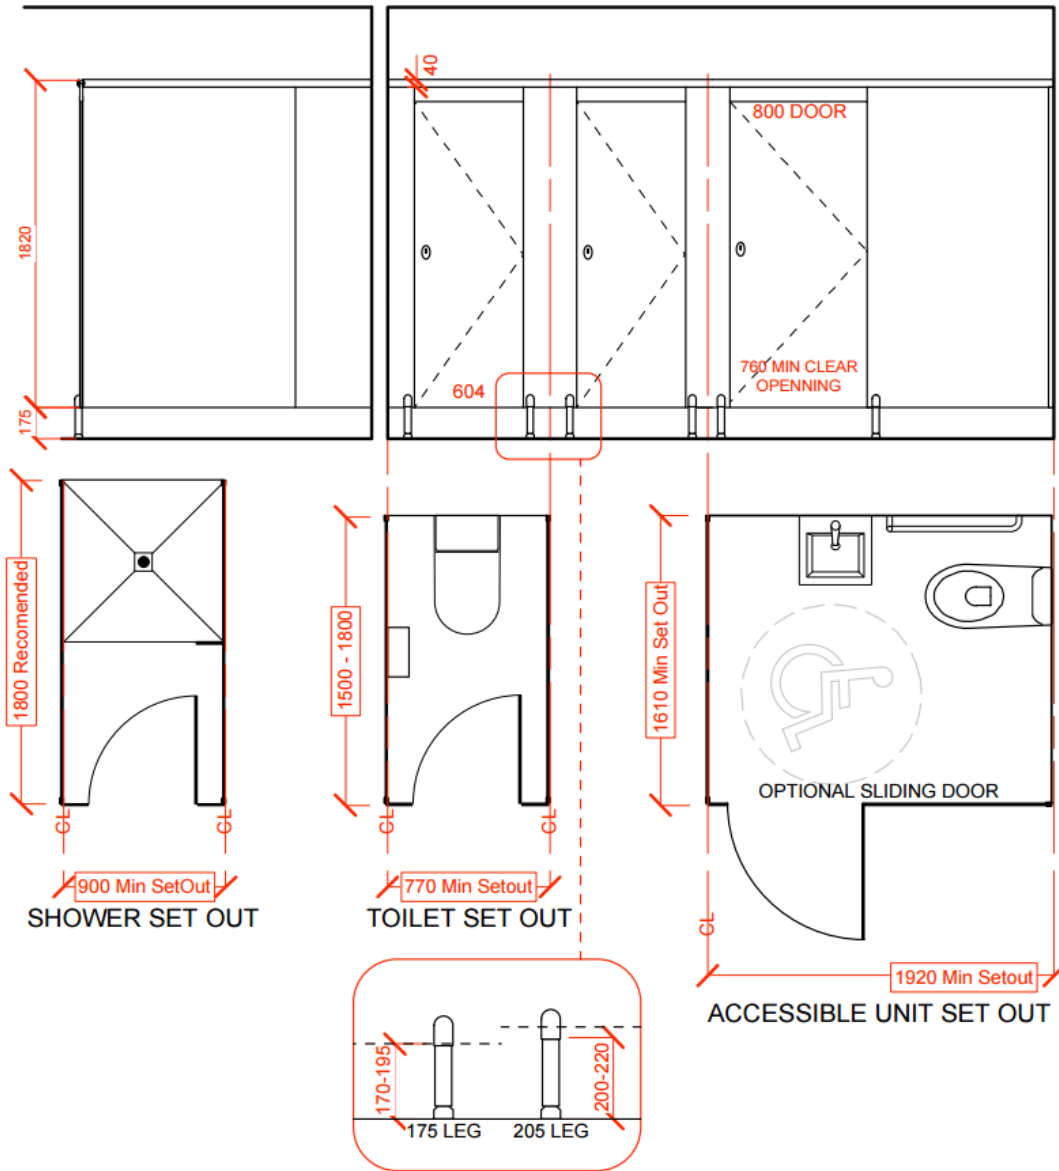 40
800 DOOR
1820
760 MIN CLEAR
OPENNING
604
175
1800 Recomended
1500 - 1800
1610 Min Set Out
OPTIONAL SLIDING DOOR
CL
CL
CL
CL
900 Min SetOut
770 Min Setout
SHOWER SET OUT
TOILET SET OUT
CL
1920 Min Setout
ACCESSIBLE UNIT SET OUT
170-195
200-220
175 LEG
205 LEG